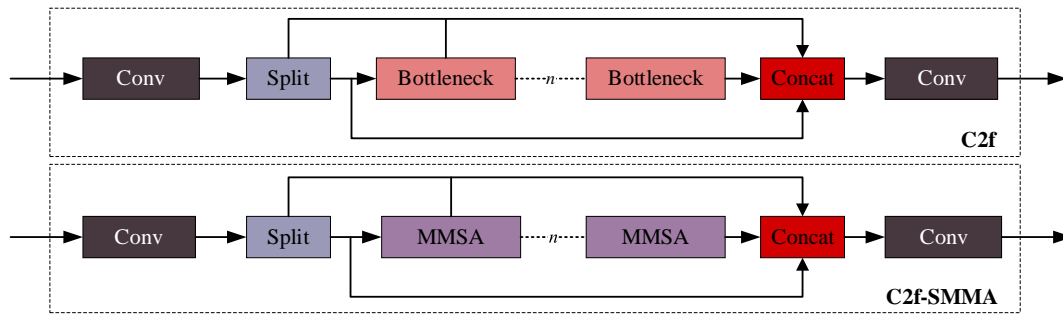 Conv Split Bottleneck n Bottleneck Concat Conv
C2f
Conv Split MMSA n MMSA Concat Conv
C2f-SMMA